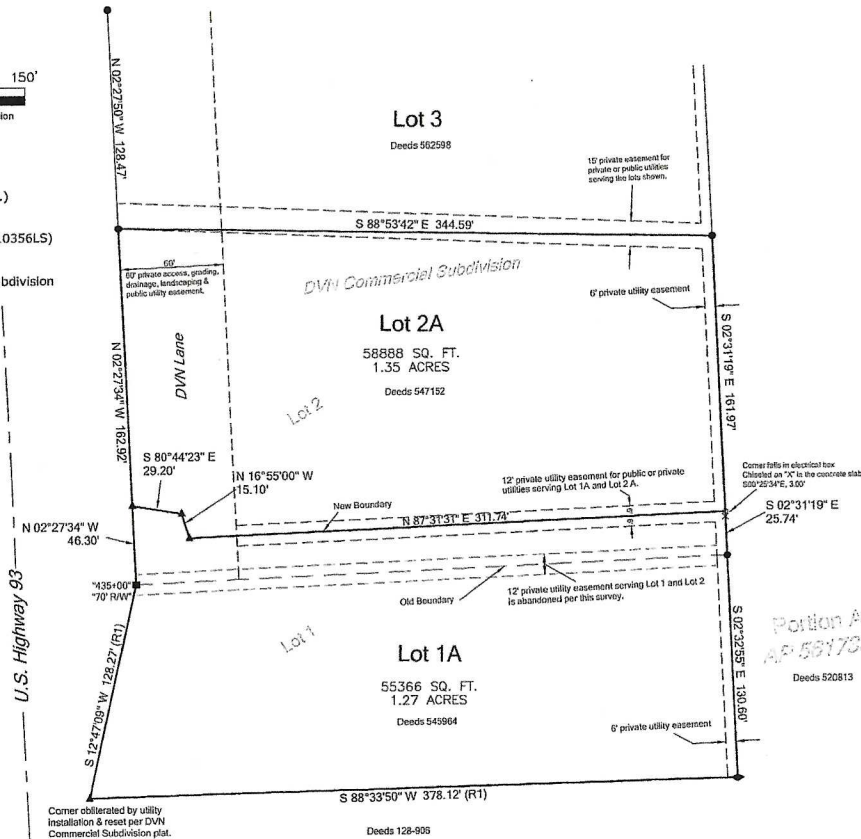 150'
N 02°27'50" W 128.47'
Lot 3
Deeds 562598
15' private easement for
private or public utilities
serving the lots shown.
.)
0356LS)
S 88°53'42" E 344.59'
bdivision
60'
60' private access, grading,
drainage, landscaping &
public utility easement.
DVN Commercial Subdivision
6' private utility easement
Lot 2A
58888 SQ. FT.
1.35 ACRES
Deeds 547152
DVN Lane
Lot 2
N 02°27'34" W 162.92'
S 02°31'19" E 161.97'
S 80°44'23" E
29.20'
N 16°55'00" W
15.10'
12' private utility easement for public or private
utilities serving Lot 1A and Lot 2A.
Corner falls in electrical box
Chiseled an "X" in the concrete slab
S00°25'34"E, 3.00'
New Boundary
N 87°31'31" E 311.74'
6'
6'
S 02°31'19" E
25.74'
N 02°27'34" W
46.30'
"435+00"
"70' R/W"
Old Boundary
12' private utility easement serving Lot 1 and Lot 2
is abandoned per this survey.
U.S. Highway 93
Lot 1
Lot 1A
55366 SQ. FT.
1.27 ACRES
Deeds 545964
S 12°47'09" W 128.27' (R1)
S 02°32'55" E 130.60'
Portion A
AP 56173
Deeds 520813
6' private utility easement
S 88°33'50" W 378.12' (R1)
Corner obliterated by utility
installation & reset per DVN
Commercial Subdivision plat.
Deeds 128-906